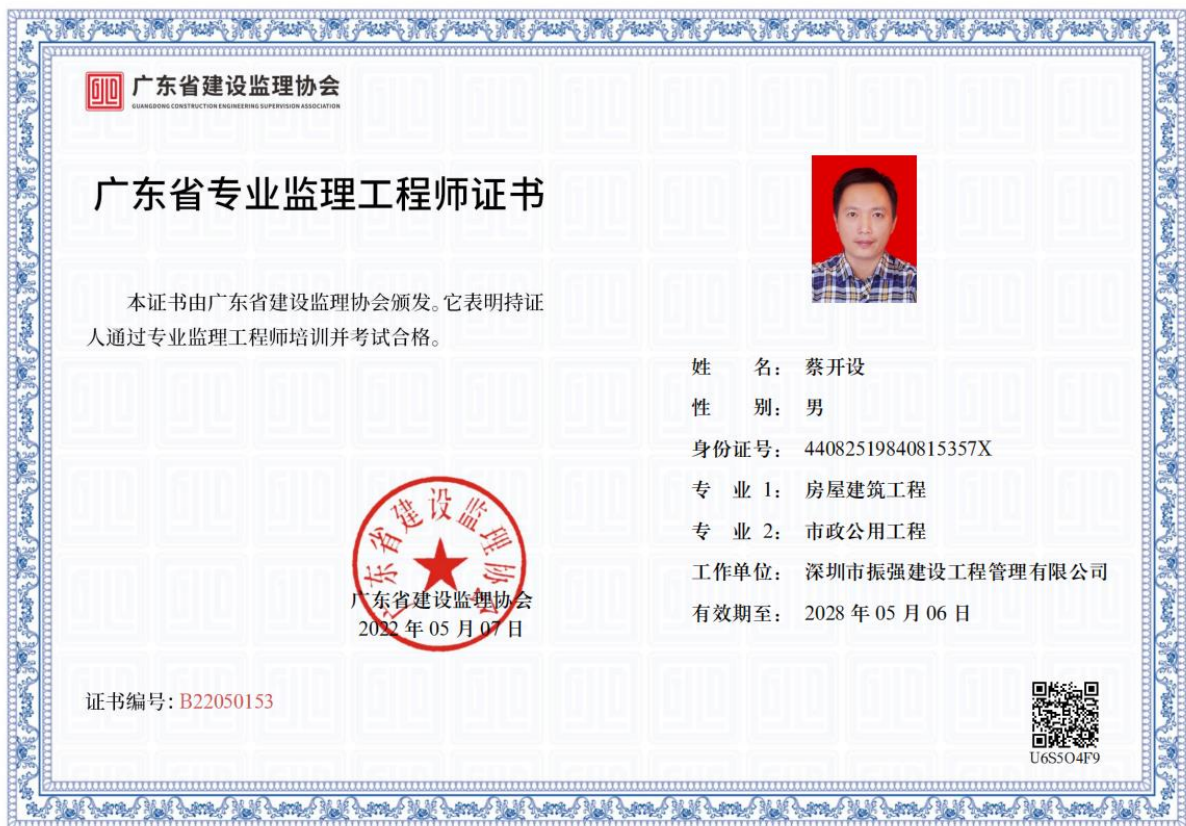 广东省建设监理协会
GUANGDONG CONSTRUCTION ENGINEERING SUPERVISION ASSOCIATION
广东省专业监理工程师证书
本证书由广东省建设监理协会颁发。它表明持证
人通过专业监理工程师培训并考试合格。
姓 名： 蔡开设
性 别： 男
身份证号： 44082519840815357X
专 业 1： 房屋建筑工程
专 业 2： 市政公用工程
工作单位： 深圳市振强建设工程管理有限公司
有效期至： 2028 年 05 月 06 日
广东省建设监理协会
广东省建设监理协会
2022 年 05 月 07 日
证书编号: B22050153
U6S5O4F9